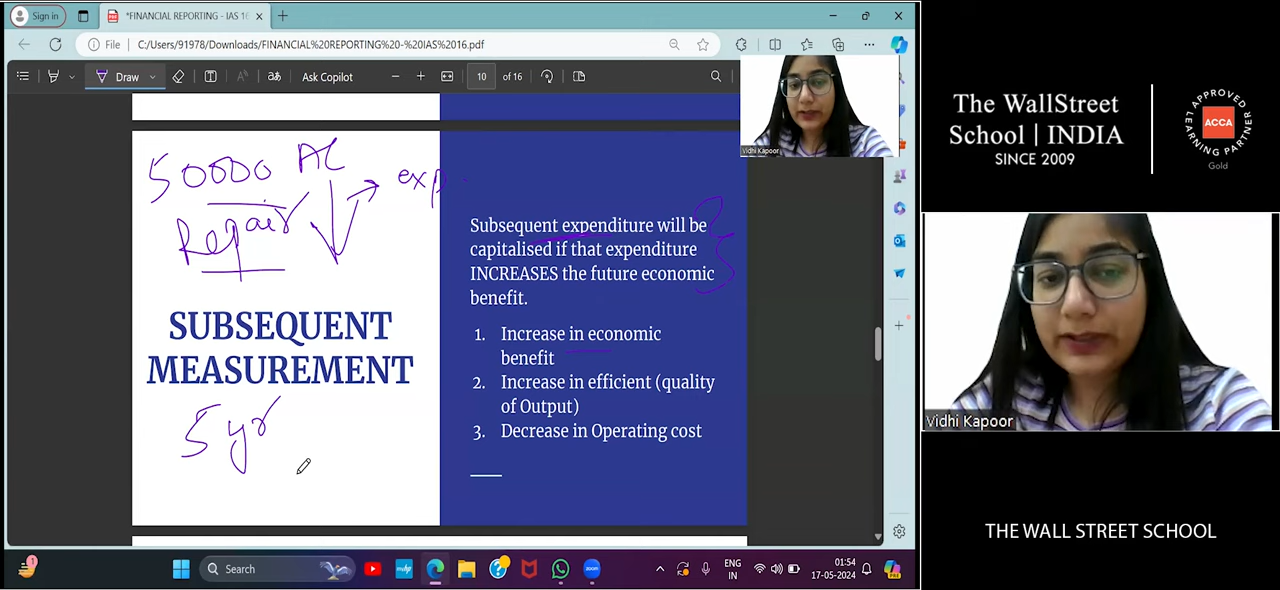 Sign in
*FINANCIAL REPORTING - IAS 16
File
C:/Users/91978/Downloads/FINANCIAL%20REPORTING%20-%20IAS%2016.pdf
Draw
Ask Copilot
10 of 16
50000 AC
exp.
Repair
SUBSEQUENT
MEASUREMENT
5 yr
Subsequent expenditure will be
capitalised if that expenditure
INCREASES the future economic
benefit.
1. Increase in economic
benefit
2. Increase in efficient (quality
of Output)
3. Decrease in Operating cost
Vidhi Kapoor
Search
ENG
IN
01:54
17-05-2024
The WallStreet
School | INDIA
SINCE 2009
APPROVED
LEARNING PARTNER
ACCA
Gold
Vidhi Kapoor
THE WALL STREET SCHOOL